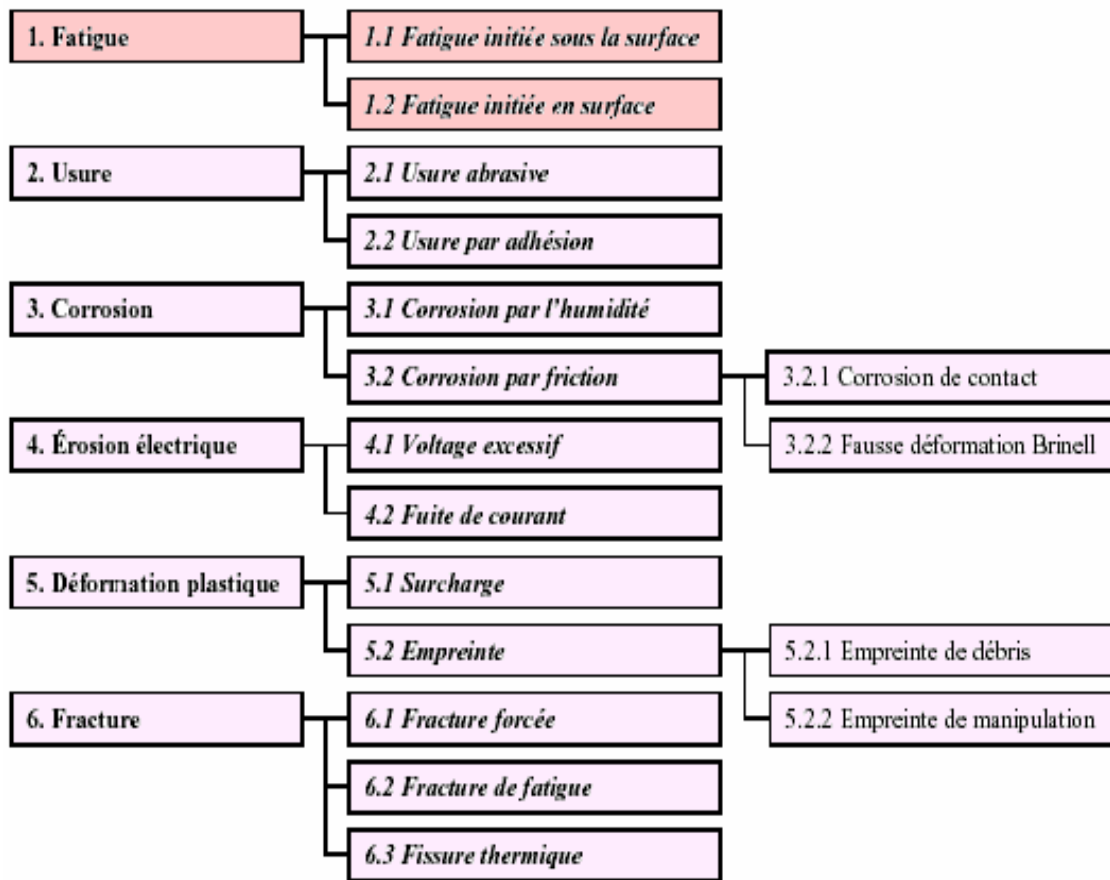 1. Fatigue
1.1 Fatigue initiée sous la surface
1.2 Fatigue initiée en surface
2. Usure
2.1 Usure abrasive
2.2 Usure par adhésion
3. Corrosion
3.1 Corrosion par l'humidité
3.2 Corrosion par friction
3.2.1 Corrosion de contact
3.2.2 Fausse déformation Brinell
4. Érosion électrique
4.1 Voltage excessif
4.2 Fuite de courant
5. Déformation plastique
5.1 Surcharge
5.2 Empreinte
5.2.1 Empreinte de débris
5.2.2 Empreinte de manipulation
6. Fracture
6.1 Fracture forcée
6.2 Fracture de fatigue
6.3 Fissure thermique